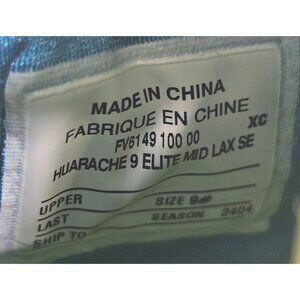 MADE IN CHINA
FABRIQUE EN CHINE
FV6149 100 00 XC
HUARACHE 9 ELITE MID LAX SE
UPPER SIZE 9#
LAST SEASON 2404
SHIP TO